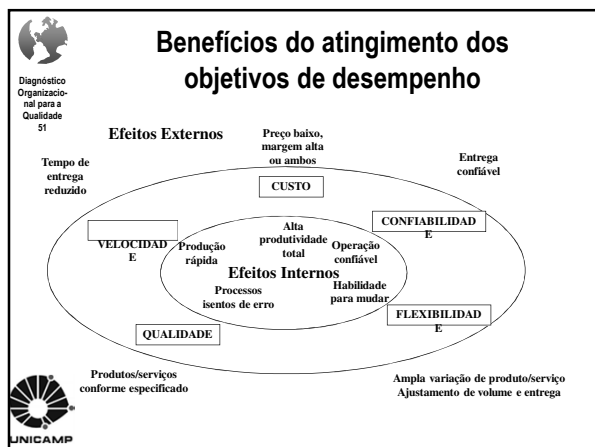 Benefícios do atingimento dos
objetivos de desempenho
Diagnóstico
Organizacio-
nal para a
Qualidade
51
Efeitos Externos
Preço baixo,
margem alta
ou ambos
Tempo de
entrega
reduzido
Entrega
confiável
CUSTO
VELOCIDAD
E
CONFIABILIDAD
E
Alta
produtividade
total
Produção
rápida
Operação
confiável
Efeitos Internos
Processos
isentos de erro
Habilidade
para mudar
QUALIDADE
FLEXIBILIDAD
E
Produtos/serviços
conforme especificado
Ampla variação de produto/serviço
Ajustamento de volume e entrega
UNICAMP